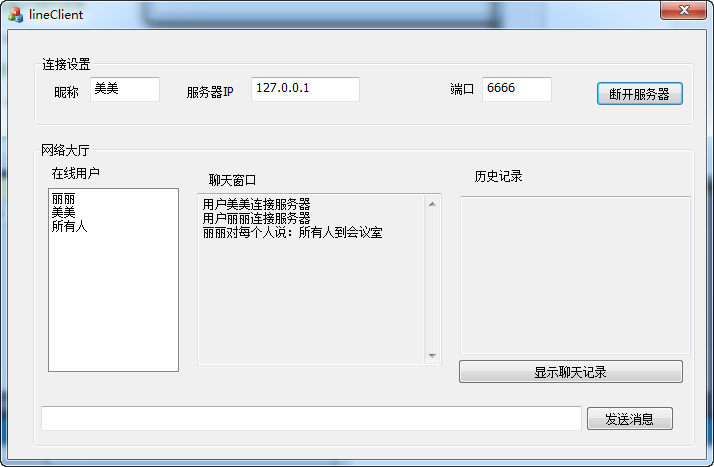 lineClient
连接设置
昵称 美美 服务器IP 127.0.0.1 端口 6666 断开服务器
网络大厅
在线用户 聊天窗口 历史记录
丽丽
美美
所有人
用户美美连接服务器
用户丽丽连接服务器
丽丽对每个人说：所有人到会议室
显示聊天记录
发送消息